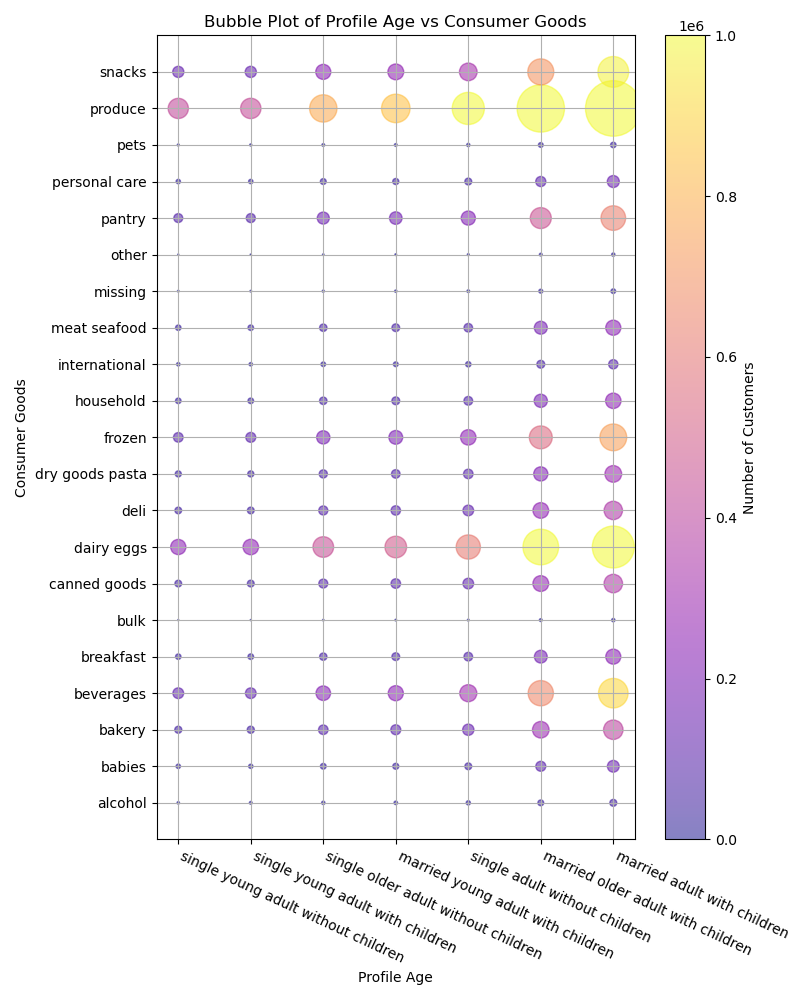 Bubble Plot of Profile Age vs Consumer Goods
1e6
snacks
produce
pets
personal care
pantry
other
missing
meat seafood
international
household
frozen
dry goods pasta
deli
dairy eggs
canned goods
bulk
breakfast
beverages
bakery
babies
alcohol
Consumer Goods
single young adult without children
single young adult with children
single older adult without children
married young adult with children
single adult without children
married older adult with children
married adult with children
Profile Age
1.0
0.8
0.6
0.4
0.2
0.0
Number of Customers